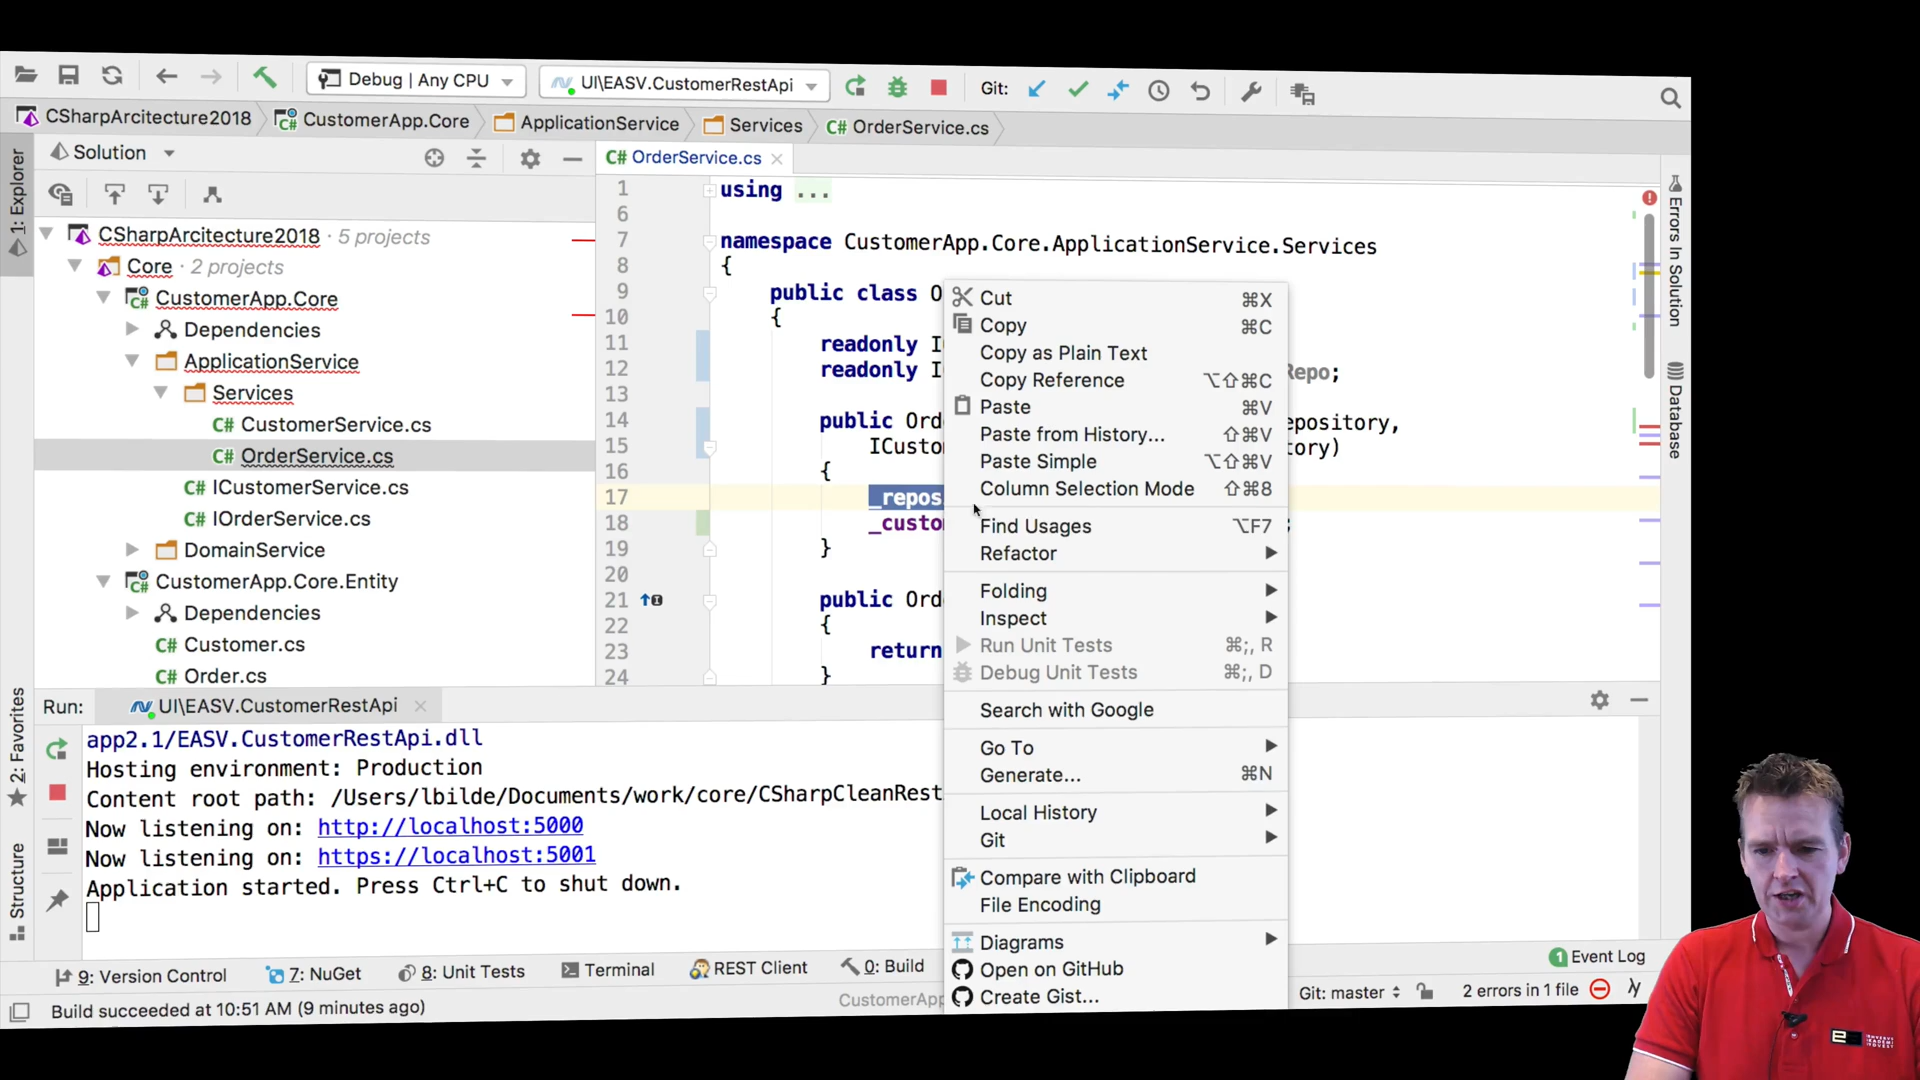 Debug | Any CPU
UI\EASV.CustomerRestApi
Git:
CSharpArcitecture2018
CustomerApp.Core
ApplicationService
Services
C# OrderService.cs
1: Explorer
2: Favorites
Structure
Solution
CSharpArcitecture2018 · 5 projects
Core · 2 projects
CustomerApp.Core
Dependencies
ApplicationService
Services
C# CustomerService.cs
C# OrderService.cs
C# ICustomerService.cs
C# IOrderService.cs
DomainService
CustomerApp.Core.Entity
Dependencies
C# Customer.cs
C# Order.cs
C# OrderService.cs
1 using ...
6
7 namespace CustomerApp.Core.ApplicationService.Services
8 {
9 public class O
10 {
11 readonly I
12 readonly I Repo;
13
14 public Ord epository,
15 ICusto tory)
16 {
17 _repos
18 _custo ;
19 }
20
21 public Ord
22 {
23 return
24 }
Cut ⌘X
Copy ⌘C
Copy as Plain Text
Copy Reference ⌥⇧⌘C
Paste ⌘V
Paste from History... ⇧⌘V
Paste Simple ⌥⇧⌘V
Column Selection Mode ⇧⌘8
Find Usages ⌥F7
Refactor
Folding
Inspect
Run Unit Tests ⌘;, R
Debug Unit Tests ⌘;, D
Search with Google
Go To
Generate... ⌘N
Local History
Git
Compare with Clipboard
File Encoding
Diagrams
Open on GitHub
Create Gist...
Errors In Solution
Database
Run: UI\EASV.CustomerRestApi
app2.1/EASV.CustomerRestApi.dll
Hosting environment: Production
Content root path: /Users/lbilde/Documents/work/core/CSharpCleanRest
Now listening on: http://localhost:5000
Now listening on: https://localhost:5001
Application started. Press Ctrl+C to shut down.
9: Version Control
7: NuGet
8: Unit Tests
Terminal
REST Client
0: Build
1 Event Log
Build succeeded at 10:51 AM (9 minutes ago)
CustomerApp
Git: master
2 errors in 1 file